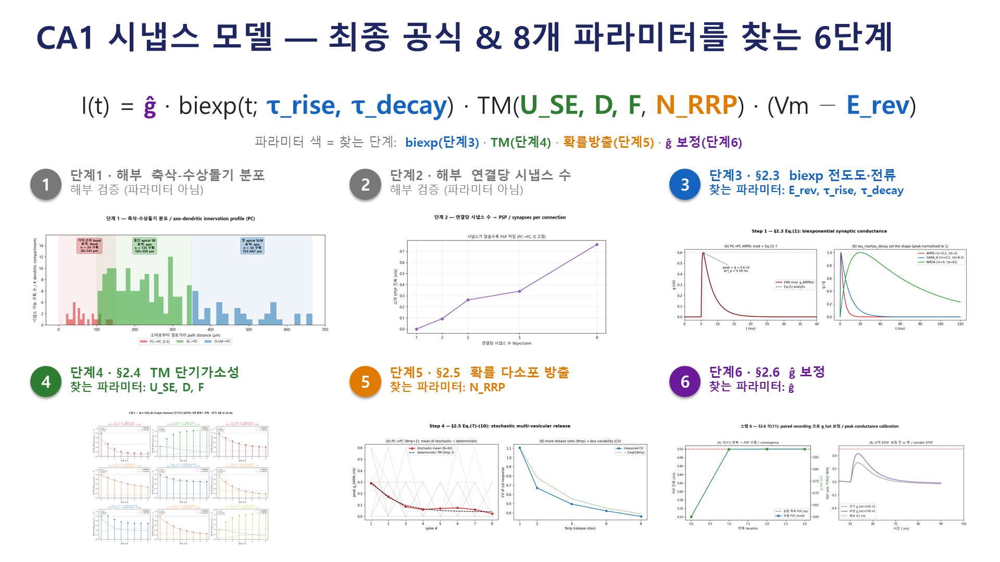 CA1 시냅스 모델 — 최종 공식 & 8개 파라미터를 찾는 6단계
I(t) = ĝ · biexp(t; τ_rise, τ_decay) · TM(U_SE, D, F, N_RRP) · (Vm − E_rev)
파라미터 색 = 찾는 단계: biexp(단계3) · TM(단계4) · 확률방출(단계5) · ĝ 보정(단계6)
1
단계1 · 해부 축삭-수상돌기 분포
해부 검증 (파라미터 아님)
단계 1 — 축삭-수상돌기 분포 / axo-dendritic innervation profile (PC)
기저·근위 basal
표적: dend
n = 24 구획
20–143 μm
중간 apical SR
표적: apic
n = 135 구획
103–350 μm
먼 apical SLM
표적: apic
n = 34 구획
352–667 μm
시냅스 가능 구획 수 / # dendritic compartments
14
12
10
8
6
4
2
0
0 100 200 300 400 500 600 700
소마로부터 경로거리 path distance (μm)
PC→PC (E-E) SC→PC O-LM→PC
2
단계2 · 해부 연결당 시냅스 수
해부 검증 (파라미터 아님)
단계 2 — 연결당 시냅스 수 → PSP / synapses per connection
시냅스가 많을수록 PSP 커짐 (PC→PC, ▯ 고정)
소마 EPSP 진폭 (mV)
0.7
0.6
0.5
0.4
0.3
0.2
0.1
0.0
1 2 3 5 8
연결당 시냅스 수 Nsyn/conn
3
단계3 · §2.3 biexp 전도도·전류
찾는 파라미터: E_rev, τ_rise, τ_decay
Step 1 — §2.3 Eq.(1): biexponential synaptic conductance
(A) PC→PC AMPA: mod = Eq.(1) ?
peak = ĝ = 0.6 nS
at t_p = 0.58 ms
EMS mod g_AMPA(t)
Eq.(1) analytic
g (nS)
0.6
0.5
0.4
0.3
0.2
0.1
0.0
0 5 10 15 20 25 30 35 40
t (ms)
(B) tau_rise/tau_decay set the shape (peak normalized to 1)
AMPA (τr=0.2, τd=3)
GABA_A (τr=0.2, τd=8.3)
NMDA (τr=9, τd=61)
g / ĝ
1.0
0.8
0.6
0.4
0.2
0.0
0 20 40 60 80 100 120
t (ms)
4
단계4 · §2.4 TM 단기가소성
찾는 파라미터: U_SE, D, F
스텝 3 — §2.4 식(5)-(6) Tsodyks-Markram 단기가소성(STP): 9개 클래스 전체 (자극: 8발 @ 20 Hz)
5
단계5 · §2.5 확률 다소포 방출
찾는 파라미터: N_RRP
Step 4 — §2.5 Eq.(7)-(10): stochastic multi-vesicular release
(A) PC->PC (Nrrp=2): mean of stochastic = deterministic
stochastic mean (N=60)
deterministic TM (Step 3)
peak g_AMPA (nS)
0.6
0.5
0.4
0.3
0.2
0.1
0.0
1 2 3 4 5 6 7 8
spike #
(B) more release sites (Nrrp) → less variability (CV)
measured CV
~ 1/sqrt(Nrrp)
CV of 1st response
1.1
1.0
0.9
0.8
0.7
0.6
0.5
0.4
1 2 4 6 8
Nrrp (release sites)
6
단계6 · §2.6 ĝ 보정
찾는 파라미터: ĝ
스텝 6 — §2.6 식(11): paired recording 으로 g_hat 보정 / peak conductance calibration
(A) 식(11) 반복 → PSP 수렴 / convergence
PSP 진폭 (mV)
0.50
0.48
0.46
0.44
0.42
0.40
0.38
0.36
0.34
0.85
0.80
0.75
0.70
0.65
0.60
g_hat (nS)
실험 목표 PSP_exp
모델 PSP_model
0.0 0.5 1.0 1.5 2.0 2.5 3.0
반복 iteration
(B) 소마 EPSP: 보정 전 vs 후 / somatic EPSP
PSP (mV, 기저선 대비)
0.4
0.2
0.0
-0.2
-0.4
초기 g_hat=0.60 nS
보정 g_hat=0.88 nS
목표 0.5 mV
50 60 70 80 90 100
시간 t (ms)